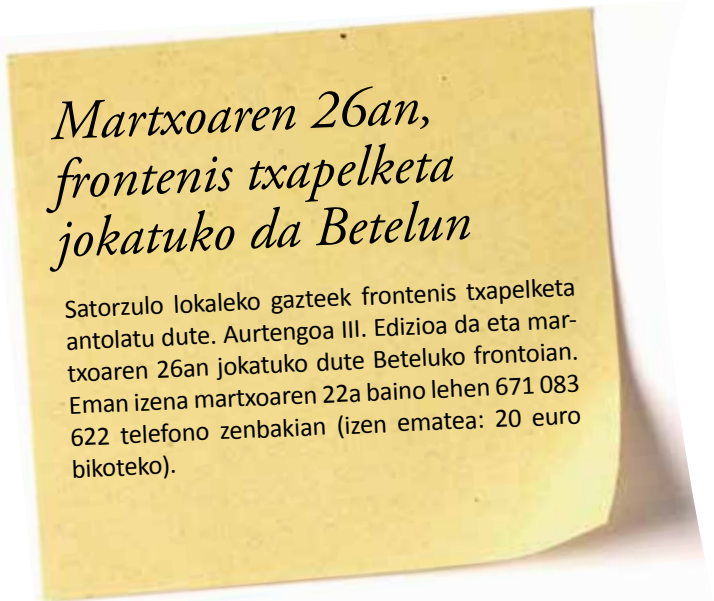 Martxoaren 26an,
frontenis txapelketa
jokatuko da Betelun
Satorzulo lokaleko gazteek frontenis txapelketa
antolatu dute. Aurtengoa III. Edizioa da eta mar-
txoaren 26an jokatuko dute Beteluko frontoian.
Eman izena martxoaren 22a baino lehen 671 083
622 telefono zenbakian (izen ematea: 20 euro
bikoteko).